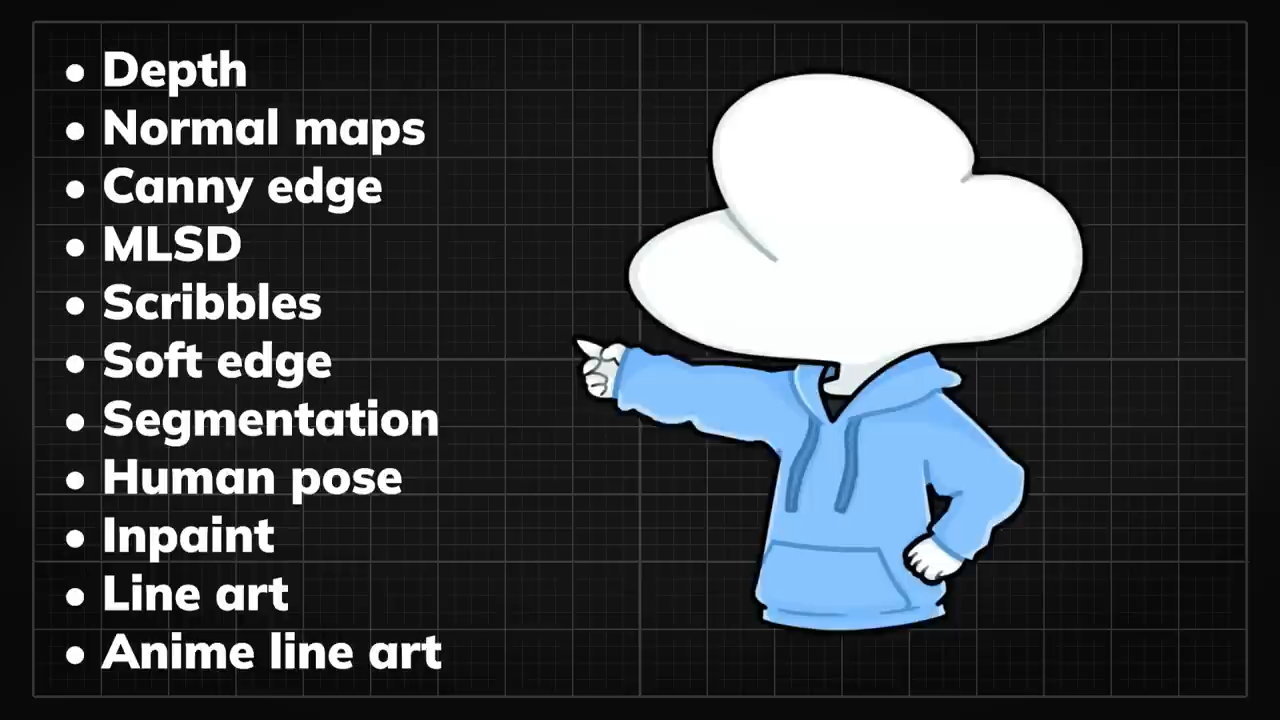 • Depth
• Normal maps
• Canny edge
• MLSD
• Scribbles
• Soft edge
• Segmentation
• Human pose
• Inpaint
• Line art
• Anime line art